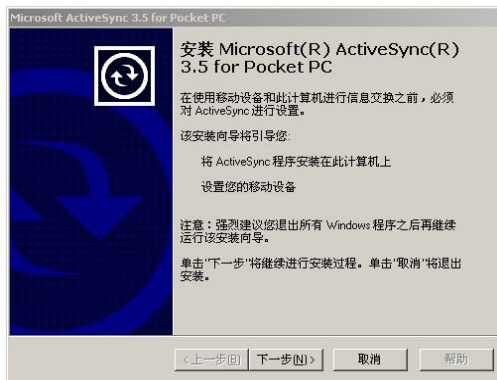 Microsoft ActiveSync 3.5 for Pocket PC
安装 Microsoft(R) ActiveSync(R)
3.5 for Pocket PC
在使用移动设备和此计算机进行信息交换之前，必须
对 ActiveSync 进行设置。
该安装向导将引导您:
将 ActiveSync 程序安装在此计算机上
设置您的移动设备
注意：强烈建议您退出所有 Windows 程序之后再继续
运行该安装向导。
单击"下一步"将继续进行安装过程。单击"取消"将退出
安装。
<上一步(B) 下一步(N)> 取消 帮助